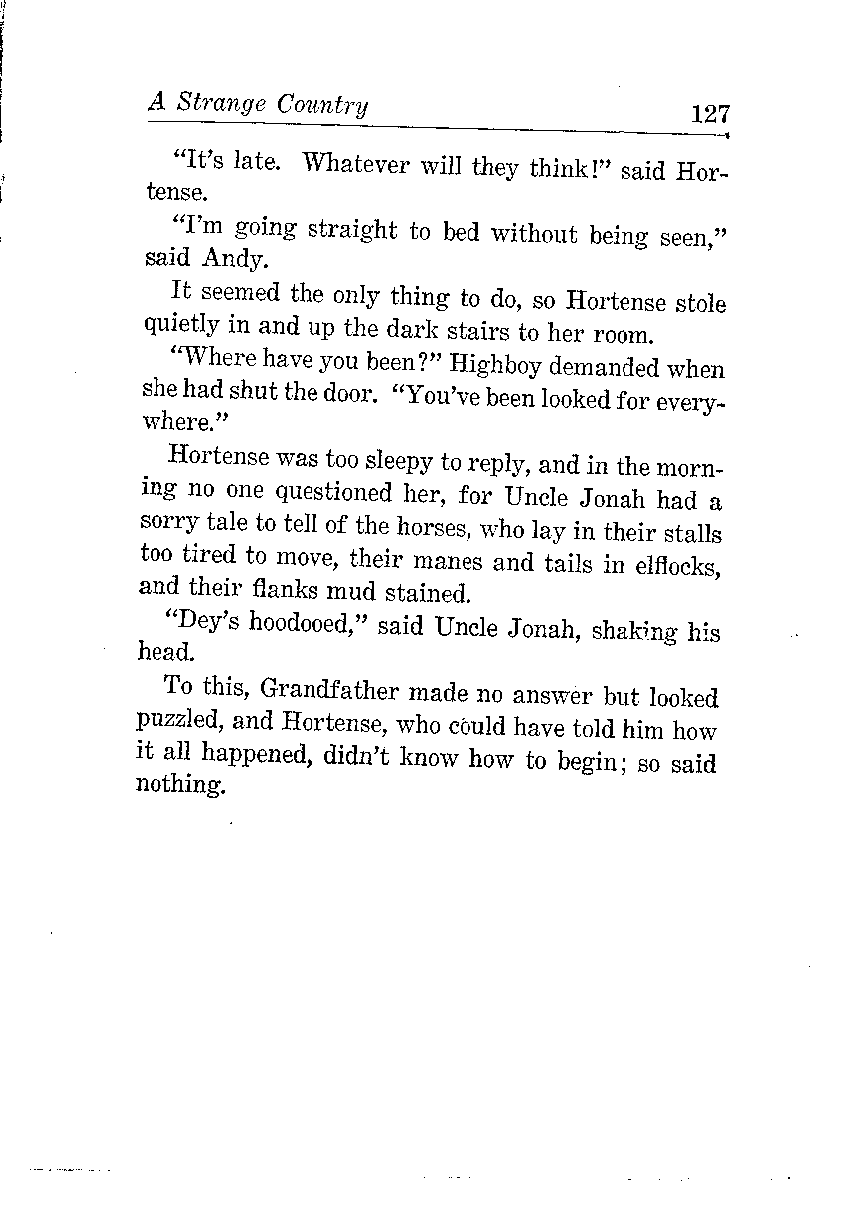 A Strange Country 127
“It’s late. Whatever will they think!” said Hor-
tense.
“I’m going straight to bed without being seen,”
said Andy.
It seemed the only thing to do, so Hortense stole
quietly in and up the dark stairs to her room.
“Where have you been?” Highboy demanded when
she had shut the door. “You’ve been looked for every-
where.”
Hortense was too sleepy to reply, and in the morn-
ing no one questioned her, for Uncle Jonah had a
sorry tale to tell of the horses, who lay in their stalls
too tired to move, their manes and tails in elflocks,
and their flanks mud stained.
“Dey’s hoodooed,” said Uncle Jonah, shaking his
head.
To this, Grandfather made no answer but looked
puzzled, and Hortense, who could have told him how
it all happened, didn’t know how to begin; so said
nothing.